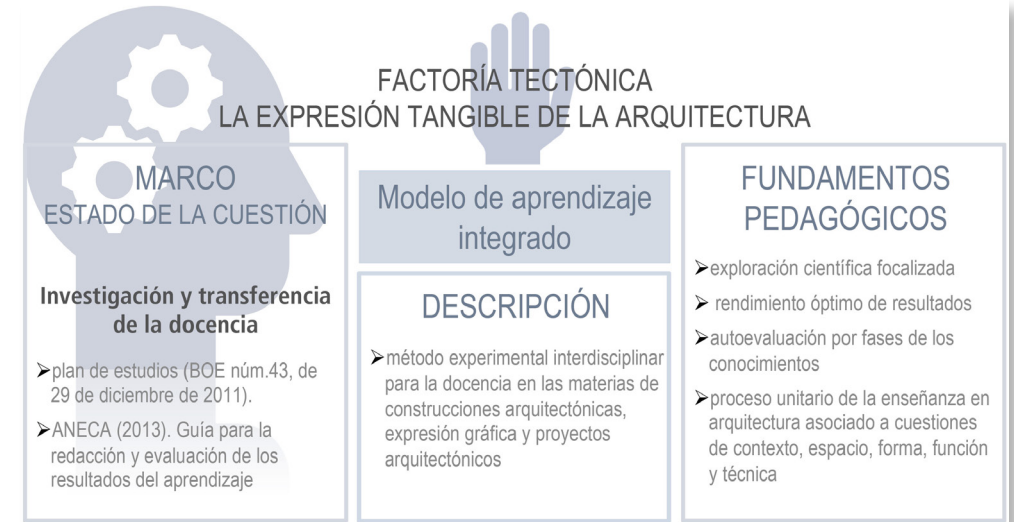 FACTORÍA TECTÓNICA
LA EXPRESIÓN TANGIBLE DE LA ARQUITECTURA
MARCO
ESTADO DE LA CUESTIÓN
Investigación y transferencia
de la docencia
➢plan de estudios (BOE núm.43, de
29 de diciembre de 2011).
➢ANECA (2013). Guía para la
redacción y evaluación de los
resultados del aprendizaje
Modelo de aprendizaje
integrado
DESCRIPCIÓN
➢método experimental interdisciplinar
para la docencia en las materias de
construcciones arquitectónicas,
expresión gráfica y proyectos
arquitectónicos
FUNDAMENTOS
PEDAGÓGICOS
➢exploración científica focalizada
➢ rendimiento óptimo de resultados
➢autoevaluación por fases de los
conocimientos
➢proceso unitario de la enseñanza en
arquitectura asociado a cuestiones
de contexto, espacio, forma, función
y técnica